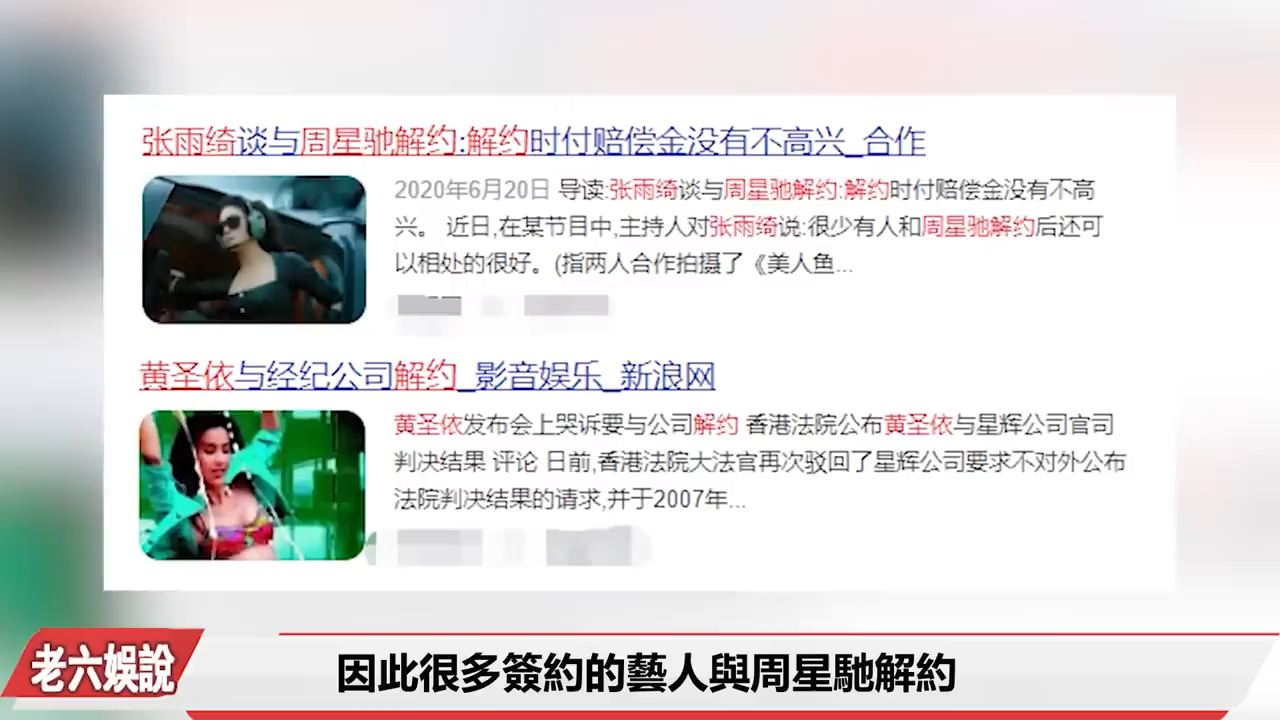 张雨绮谈与周星驰解约:解约时付赔偿金没有不高兴_合作
2020年6月20日 导读:张雨绮谈与周星驰解约:解约时付赔偿金没有不高
兴。 近日,在某节目中,主持人对张雨绮说:很少有人和周星驰解约后还可
以相处的很好。(指两人合作拍摄了《美人鱼...
黄圣依与经纪公司解约_影音娱乐_新浪网
黄圣依发布会上哭诉要与公司解约 香港法院公布黄圣依与星辉公司官司
判决结果 评论 日前,香港法院大法官再次驳回了星辉公司要求不对外公布
法院判决结果的请求,并于2007年...
老六娛說
因此很多簽約的藝人與周星馳解約